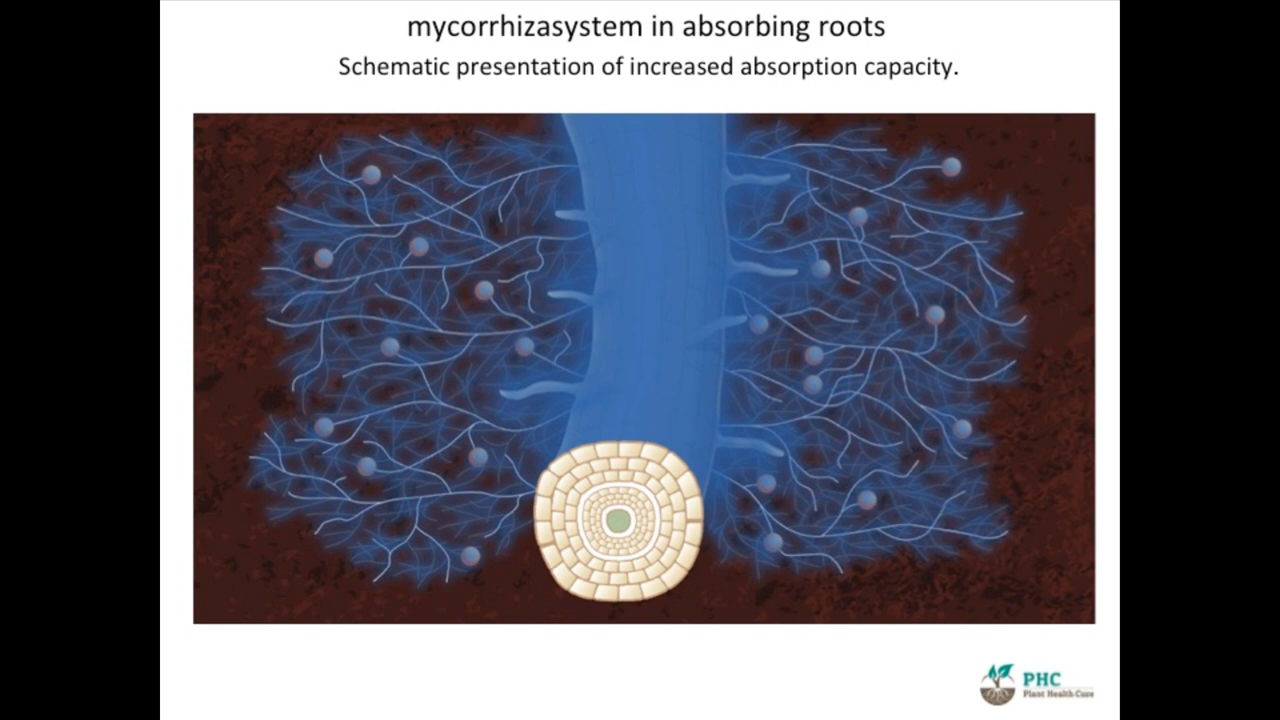 mycorrhizasystem in absorbing roots
Schematic presentation of increased absorption capacity.
PHC
Plant Health Cure